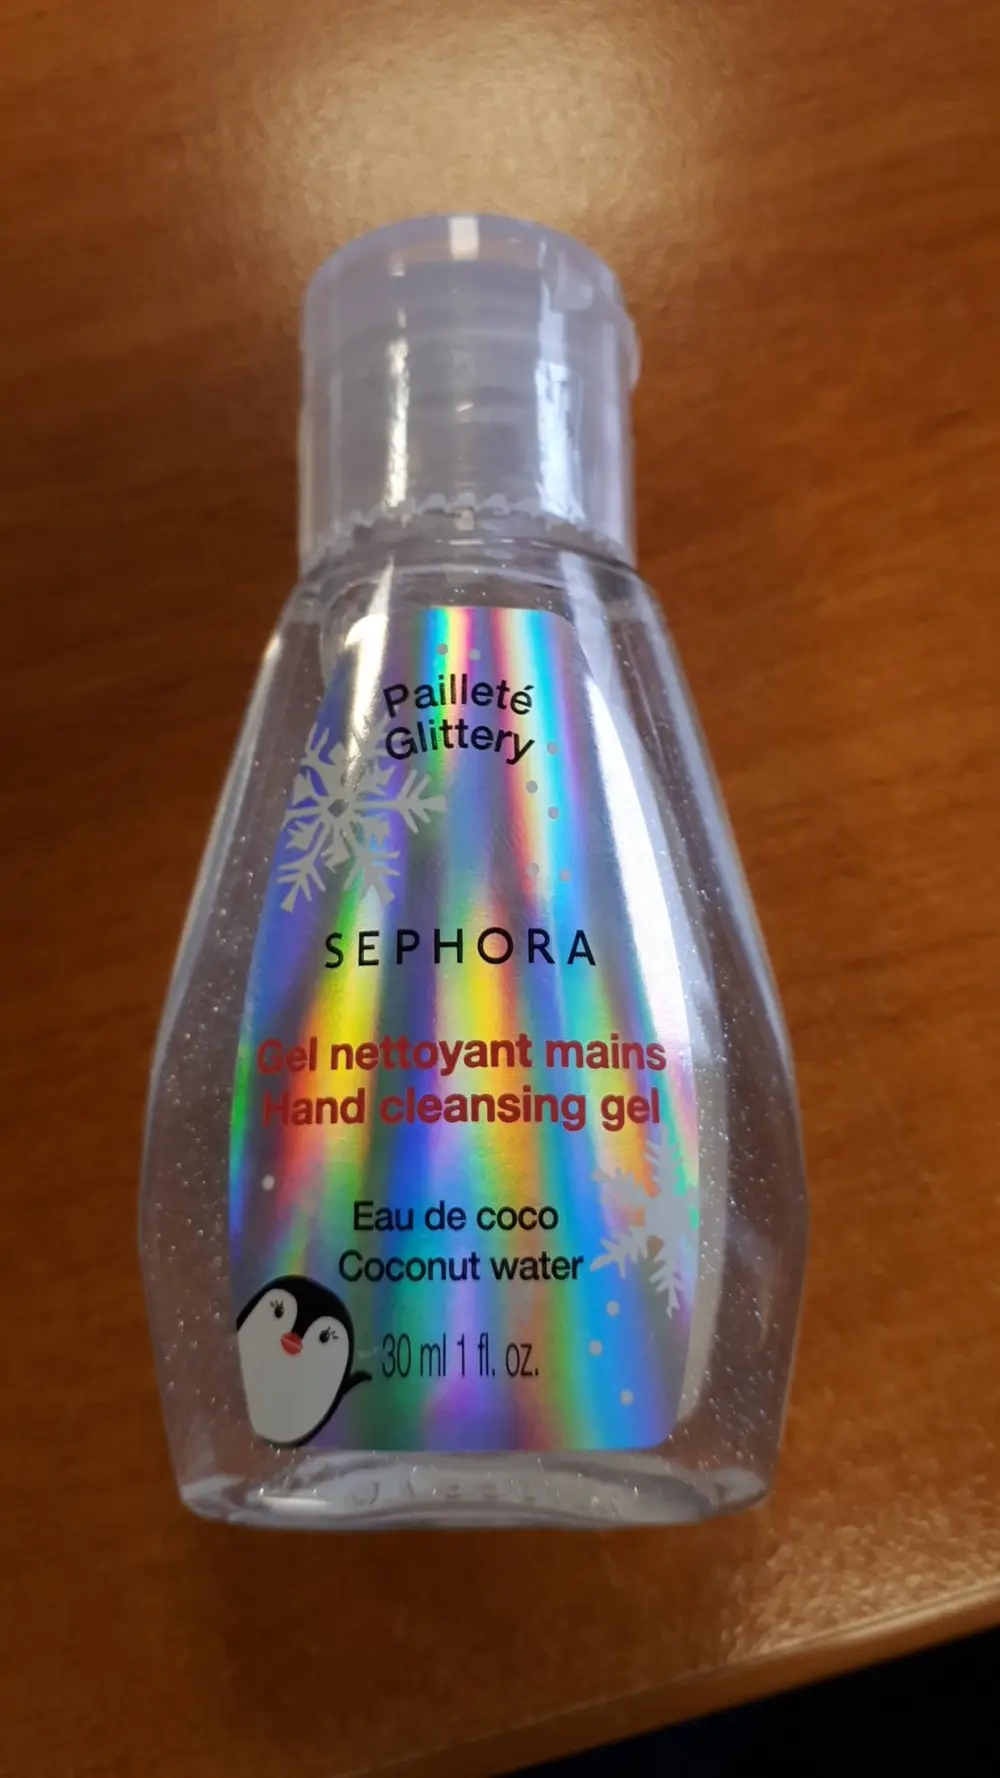 Pailleté
Glittery
SEPHORA
Gel nettoyant mains
Hand cleansing gel
Eau de coco
Coconut water
30 ml 1 fl. oz.